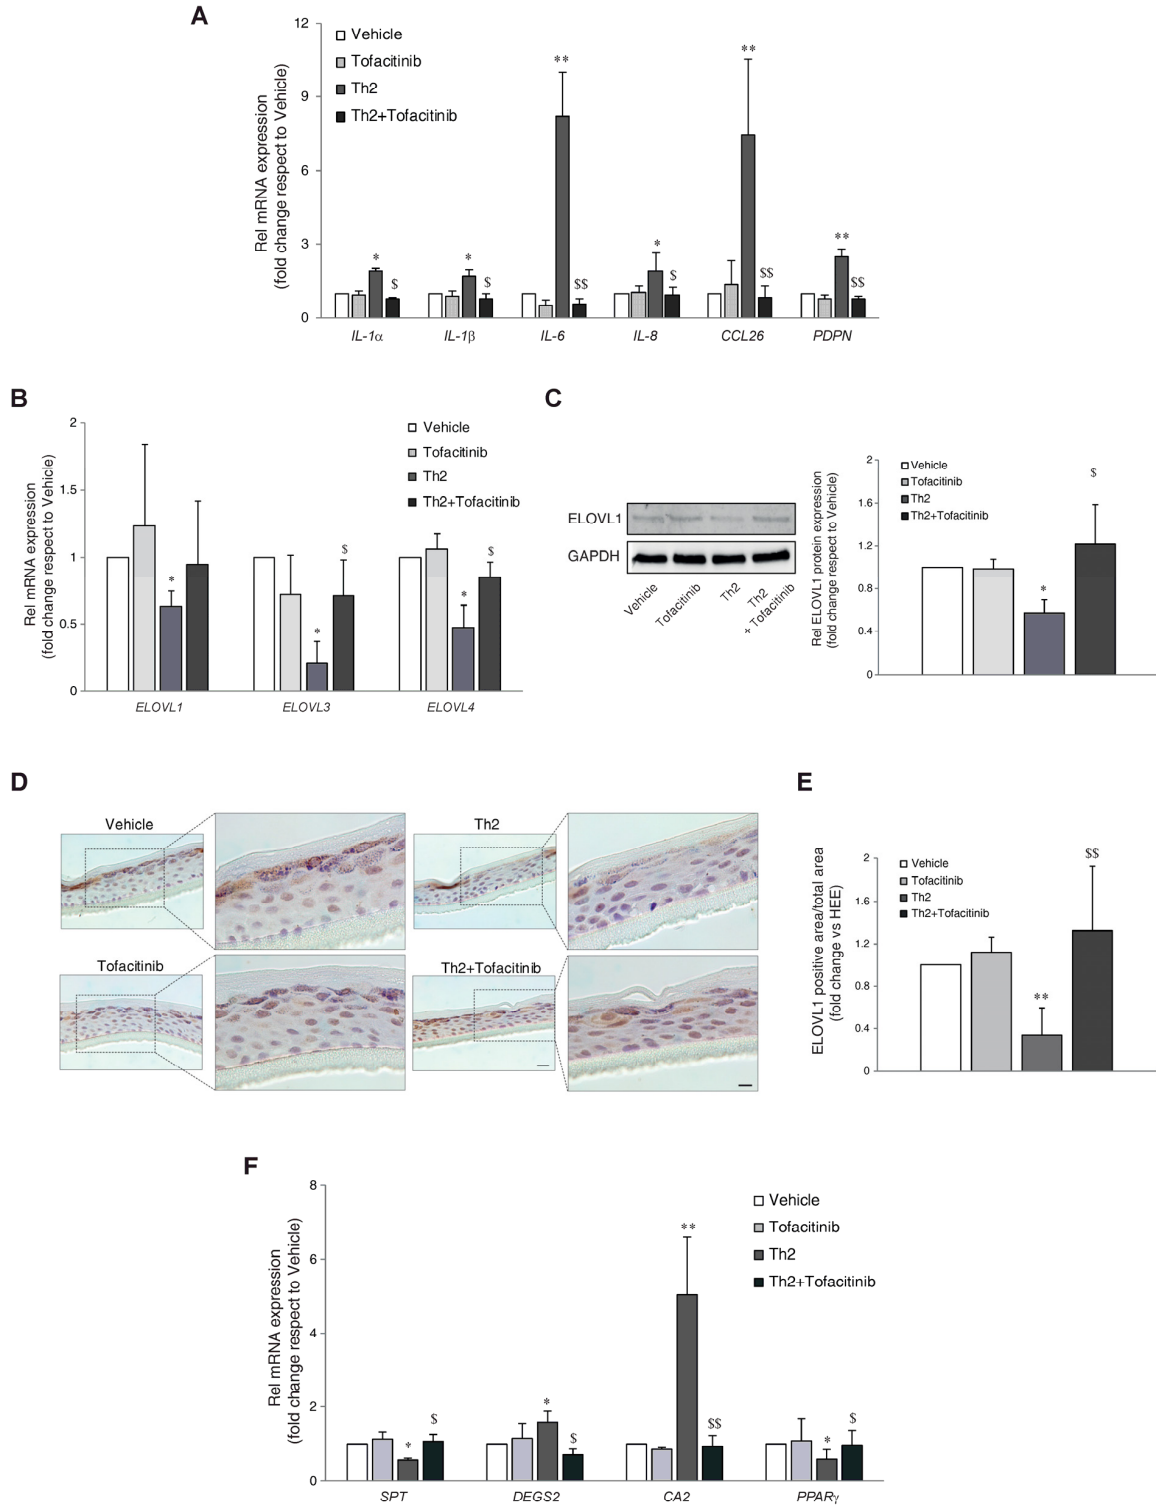 A
Rel mRNA expression
(fold change respect to Vehicle)
12
9
6
3
0
Vehicle
Tofacitinib
Th2
Th2+Tofacitinib
* $ * $ ** $$ * $ ** $$ ** $$
IL-1α IL-1β IL-6 IL-8 CCL26 PDPN
B
Rel mRNA expression
(fold change respect to Vehicle)
2
1.5
1
0.5
0
Vehicle
Tofacitinib
Th2
Th2+Tofacitinib
* * $ * $
ELOVL1 ELOVL3 ELOVL4
C
ELOVL1
GAPDH
Vehicle
Tofacitinib
Th2
Th2
+ Tofacitinib
Rel ELOVL1 protein expression
(fold change respect to Vehicle)
2
1.6
1.2
0.8
0.4
0
Vehicle
Tofacitinib
Th2
Th2+Tofacitinib
* $
D
Vehicle
Th2
Tofacitinib
Th2+Tofacitinib
E
ELOVL1 positive area/total area
(fold change vs HEE)
2
1.6
1.2
0.8
0.4
0
Vehicle
Tofacitinib
Th2
Th2+Tofacitinib
** $$
F
Rel mRNA expression
(fold change respect to Vehicle)
8
6
4
2
0
Vehicle
Tofacitinib
Th2
Th2+Tofacitinib
* $ * $ ** $$ * $
SPT DEGS2 CA2 PPARγ